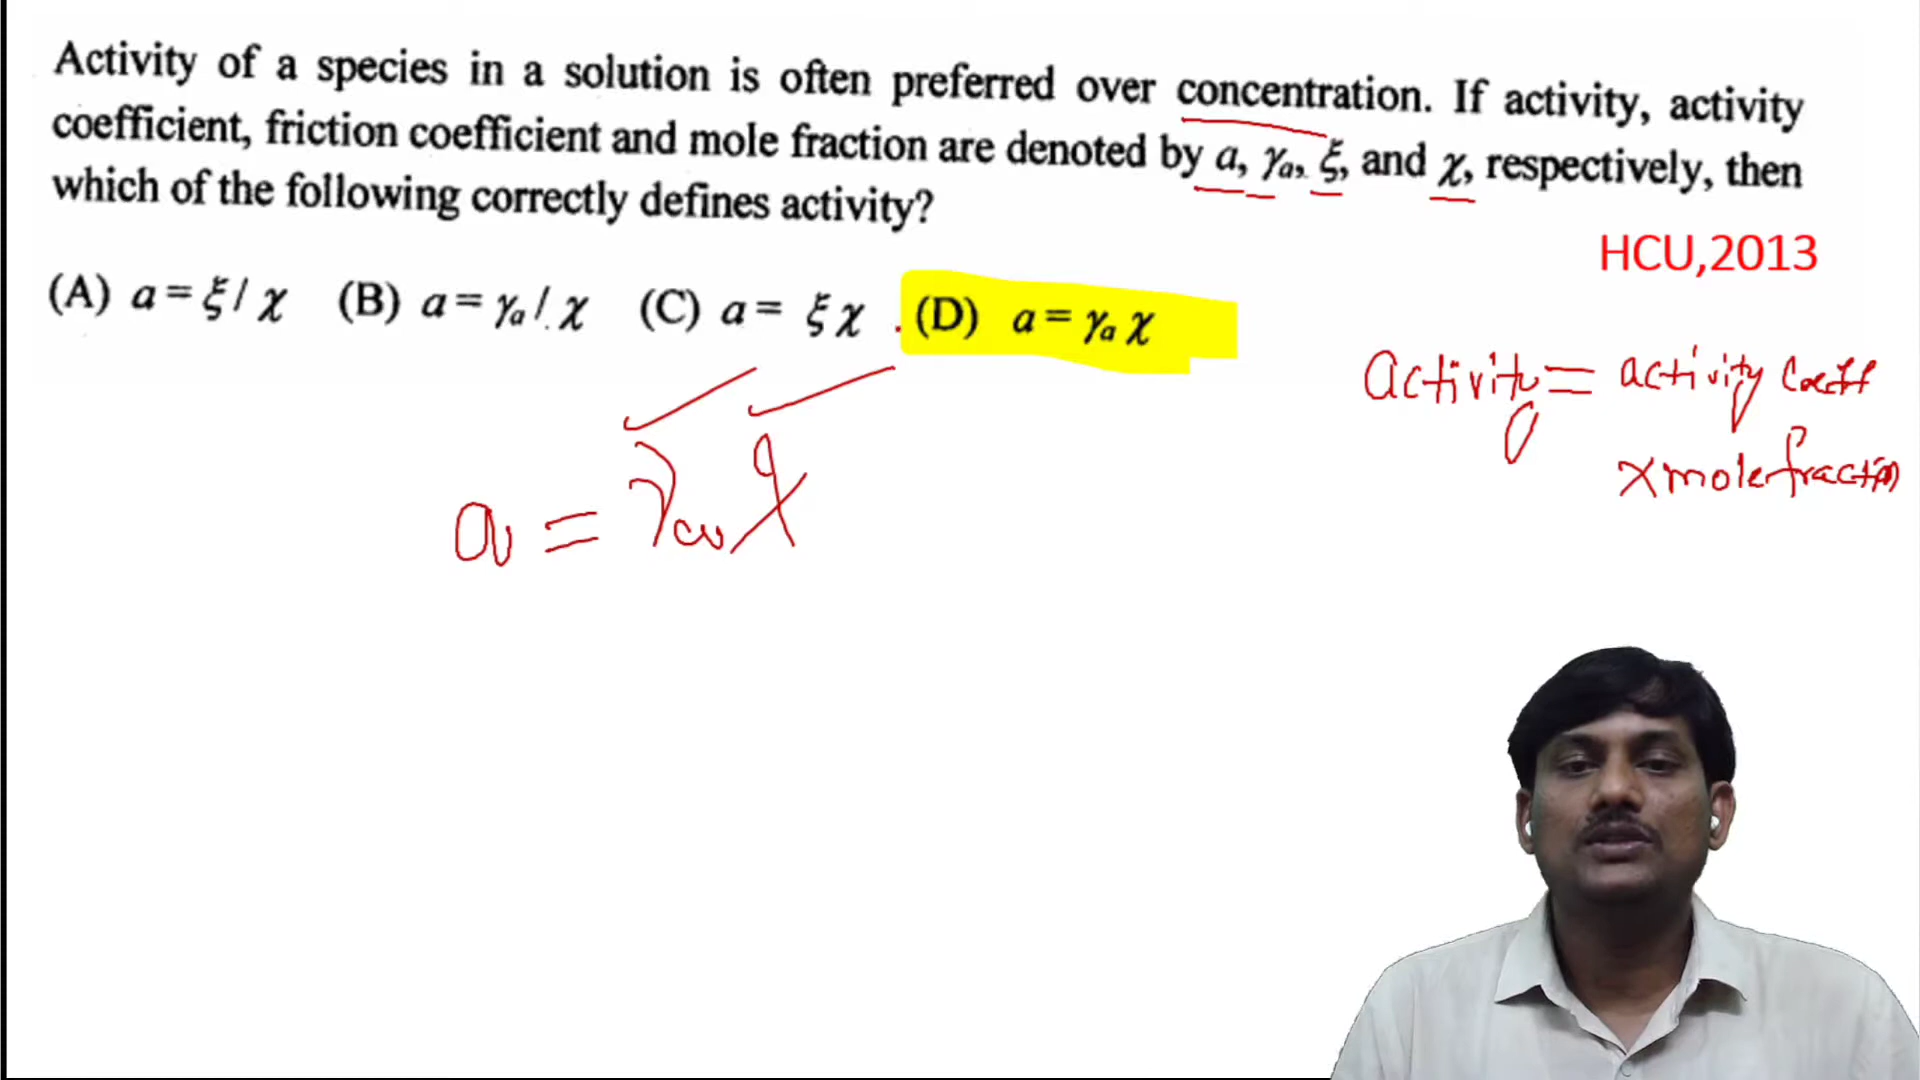 Activity of a species in a solution is often preferred over concentration. If activity, activity
coefficient, friction coefficient and mole fraction are denoted by a, γₐ, ξ, and χ, respectively, then
which of the following correctly defines activity?
HCU,2013
(A) a = ξ / χ (B) a = γₐ / χ (C) a = ξ χ (D) a = γₐ χ
Activity = activity coeff
x mole fraction
a = γₐ χ